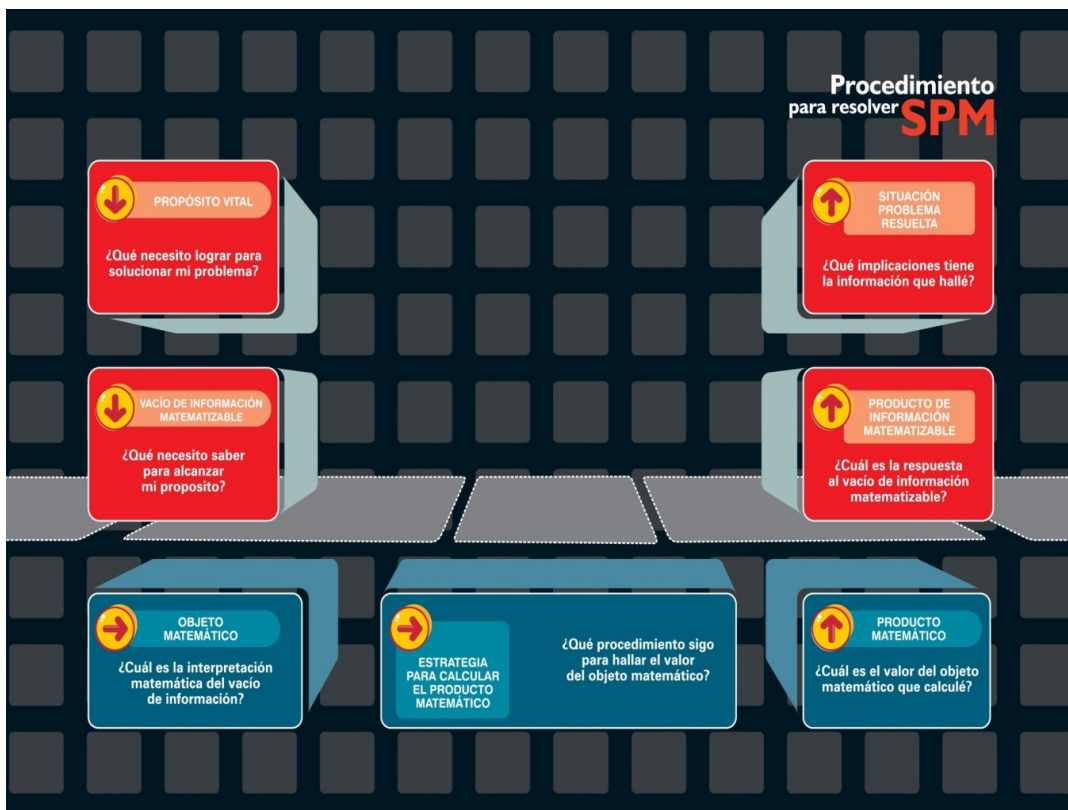 Procedimiento
para resolver SPM
PROPÓSITO VITAL
¿Qué necesito lograr para
solucionar mi problema?
SITUACIÓN
PROBLEMA
RESUELTA
¿Qué implicaciones tiene
la información que hallé?
VACÍO DE INFORMACIÓN
MATEMATIZABLE
¿Qué necesito saber
para alcanzar
mi proposito?
PRODUCTO DE
INFORMACIÓN
MATEMATIZABLE
¿Cuál es la respuesta
al vacío de información
matematizable?
OBJETO
MATEMÁTICO
¿Cuál es la interpretación
matemática del vacío
de información?
ESTRATEGIA
PARA CALCULAR
EL PRODUCTO
MATEMÁTICO
¿Qué procedimiento sigo
para hallar el valor
del objeto matemático?
PRODUCTO
MATEMÁTICO
¿Cuál es el valor del objeto
matemático que calculé?